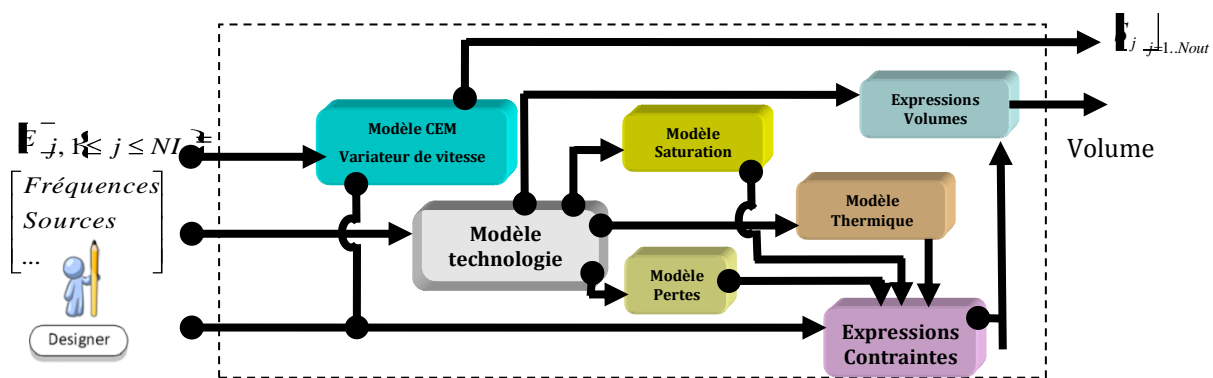 j=1..Nout
Modèle CEM
Variateur de vitesse
Modèle
Saturation
Expressions
Volumes
Volume
j, 1 ≤ j ≤ NI
Fréquences
Sources
...
Modèle
technologie
Modèle
Thermique
Modèle
Pertes
Expressions
Contraintes
Designer